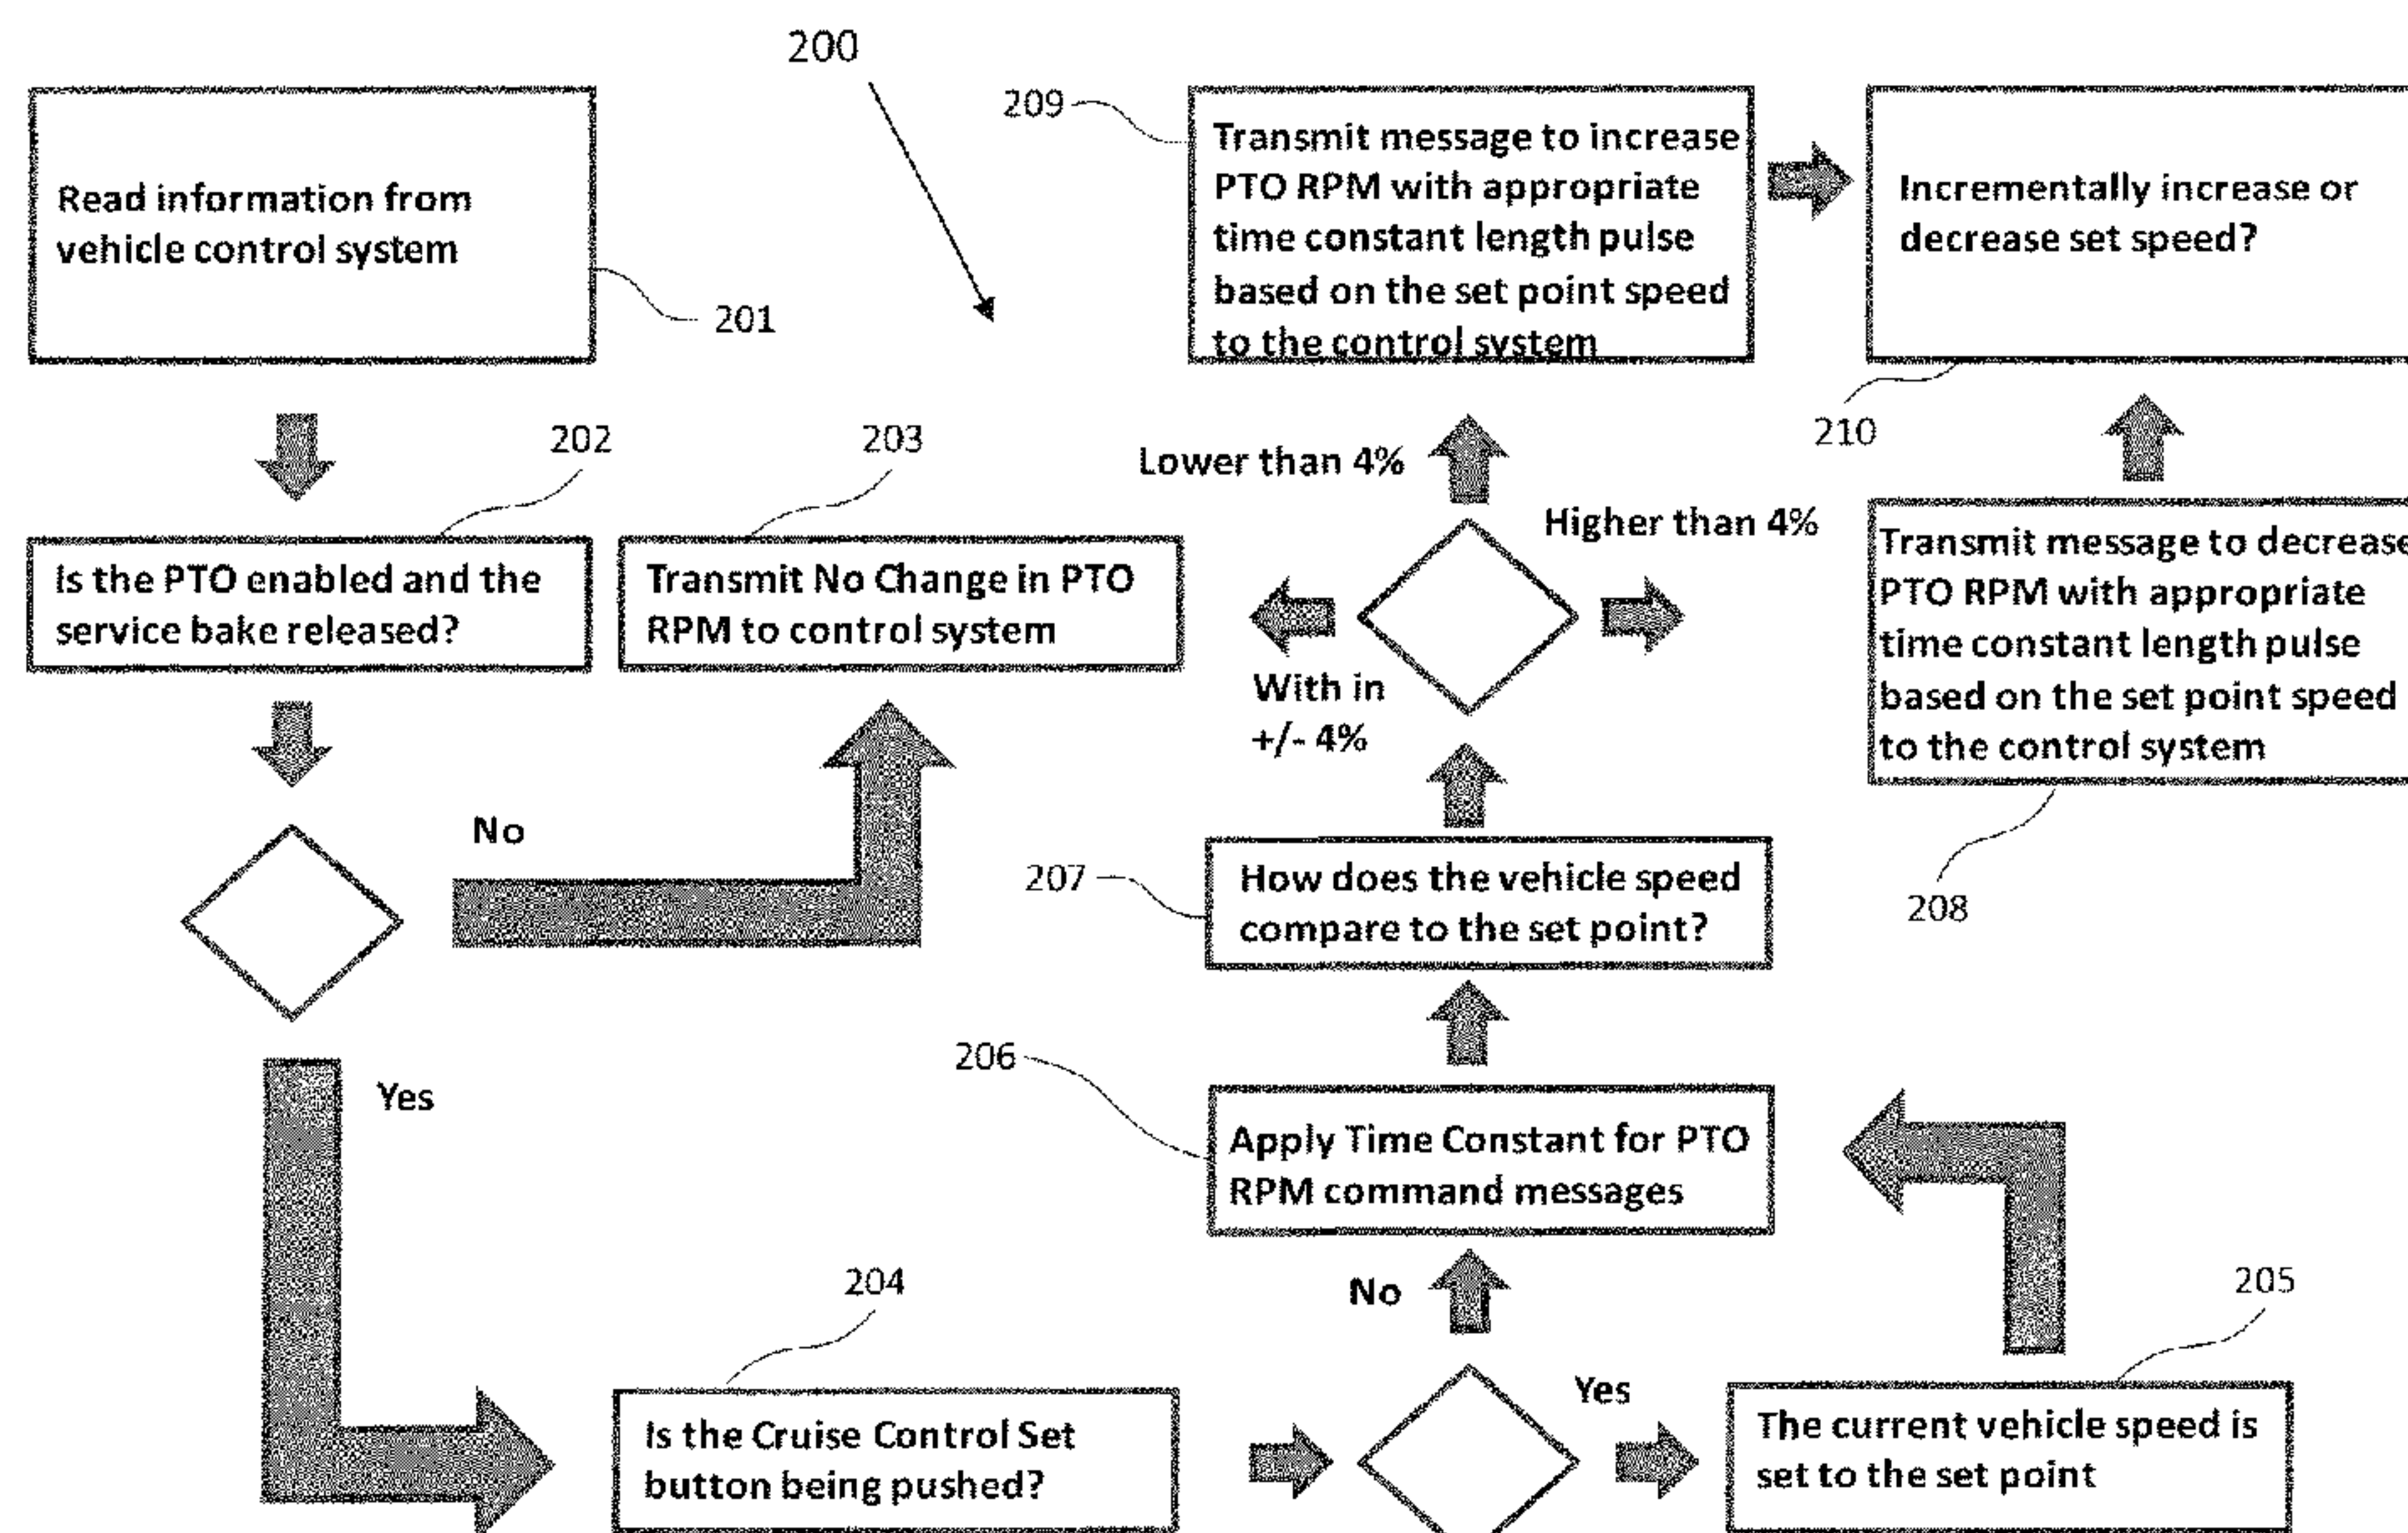 200
Read information from
vehicle control system
201
209
Transmit message to increase
PTO RPM with appropriate
time constant length pulse
based on the set point speed
to the control system
Incrementally increase or
decrease set speed?
210
202
Is the PTO enabled and the
service bake released?
203
Transmit No Change in PTO
RPM to control system
Lower than 4%
Higher than 4%
With in
+/- 4%
Transmit message to decrease
PTO RPM with appropriate
time constant length pulse
based on the set point speed
to the control system
208
No
Yes
207
How does the vehicle speed
compare to the set point?
206
Apply Time Constant for PTO
RPM command messages
204
Is the Cruise Control Set
button being pushed?
No
Yes
205
The current vehicle speed is
set to the set point